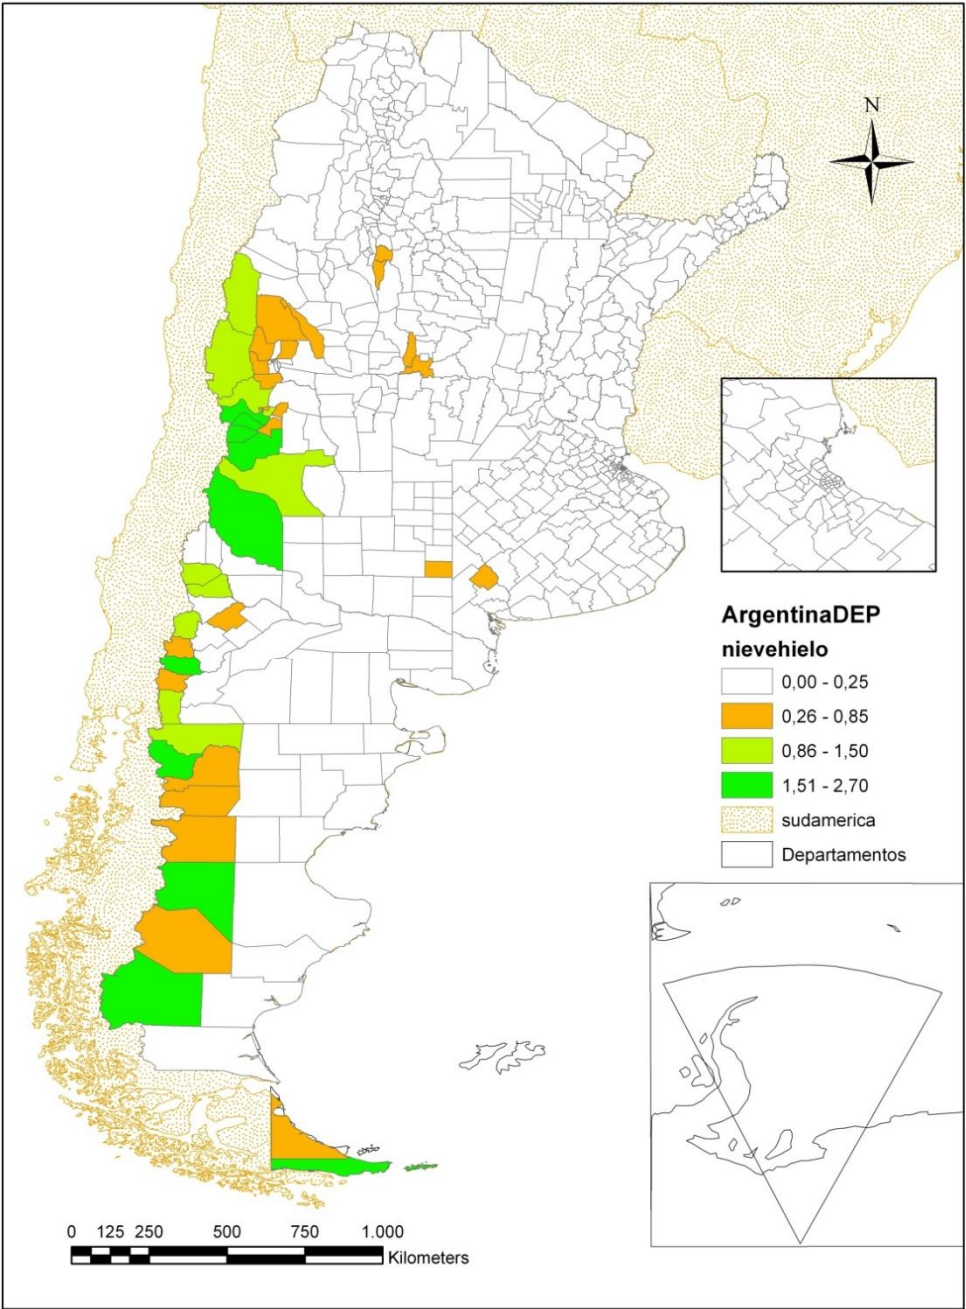 N
ArgentinaDEP
nievehielo
0,00 - 0,25
0,26 - 0,85
0,86 - 1,50
1,51 - 2,70
sudamerica
Departamentos
0 125 250 500 750 1.000
Kilometers